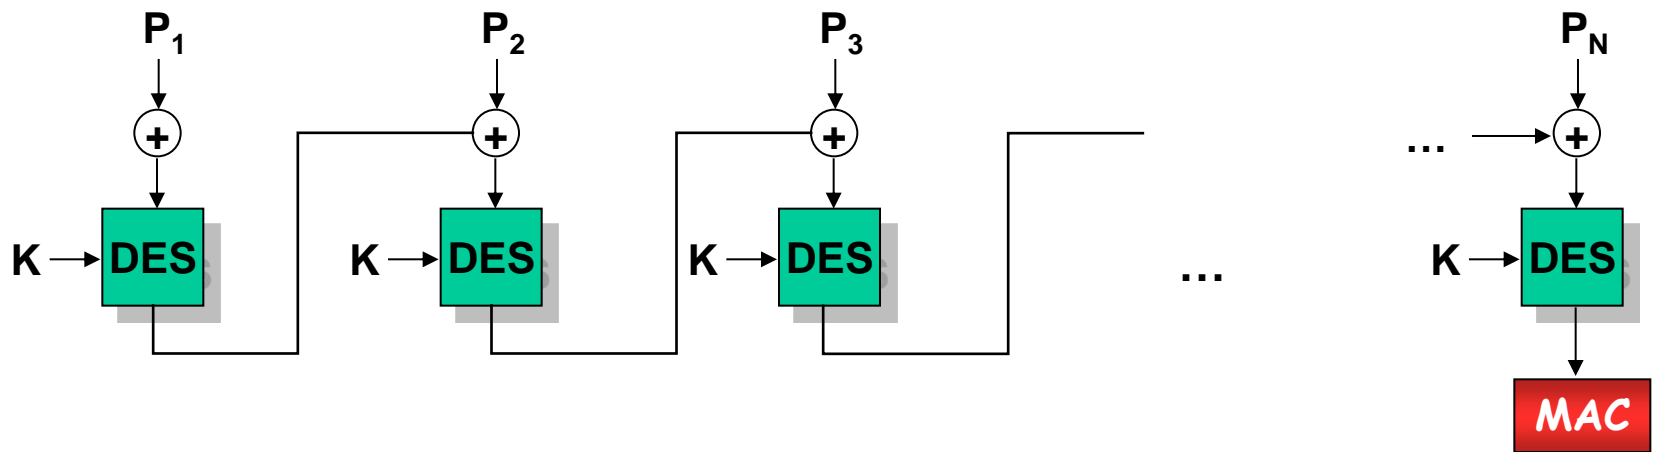 P1 P2 P3 PN
+ + + ... +
K DES K DES K DES ... K DES
MAC